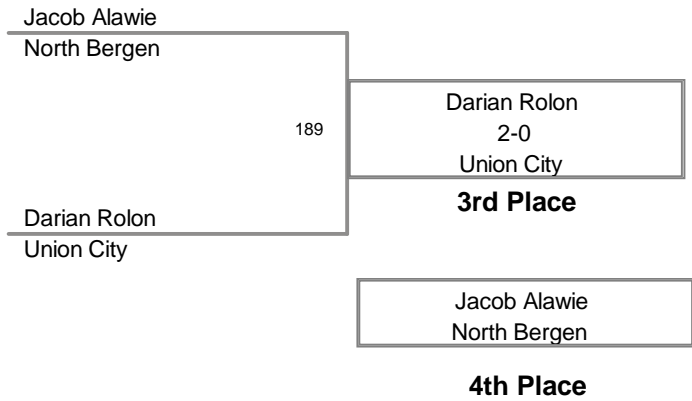 Jacob Alawie
North Bergen
189
Darian Rolon
2-0
Union City
3rd Place
Darian Rolon
Union City
Jacob Alawie
North Bergen
4th Place